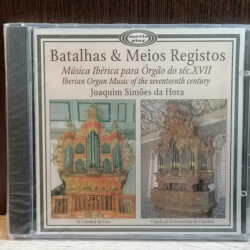 movieplay
Batalhas & Meios Registos
Música Ibérica para Órgão do séc.XVII
Iberian Organ Music of the seventeenth century
Joaquim Simões da Hora
Sé Catedral de Faro
Capela da Universidade de Coimbra